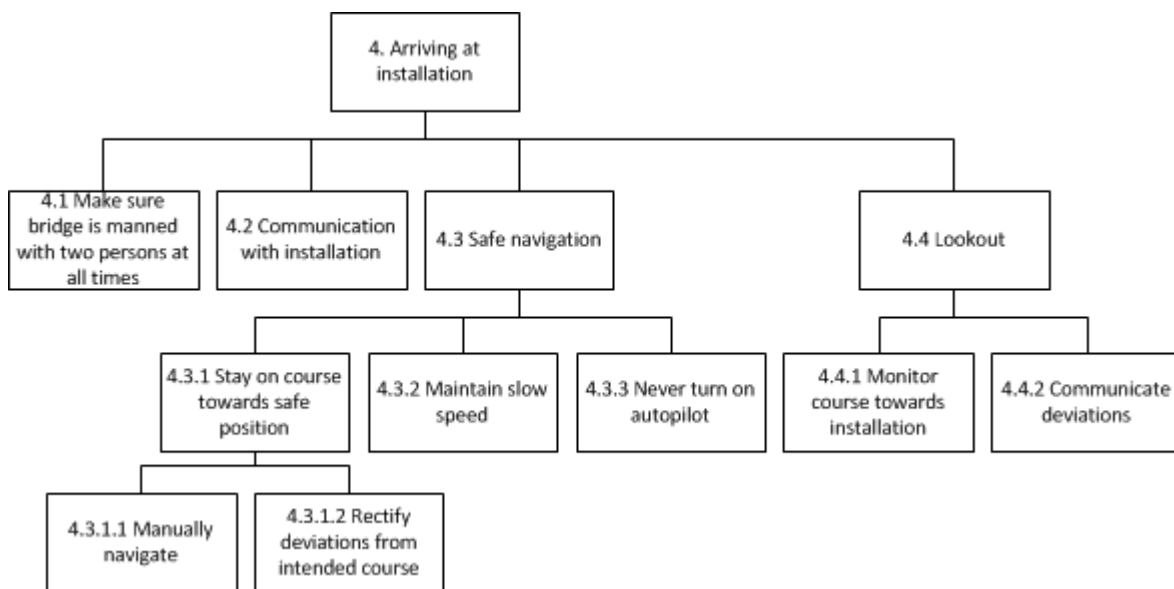 4. Arriving at
installation
4.1 Make sure
bridge is manned
with two persons at
all times
4.2 Communication
with installation
4.3 Safe navigation
4.4 Lookout
4.3.1 Stay on course
towards safe
position
4.3.2 Maintain slow
speed
4.3.3 Never turn on
autopilot
4.4.1 Monitor
course towards
installation
4.4.2 Communicate
deviations
4.3.1.1 Manually
navigate
4.3.1.2 Rectify
deviations from
intended course